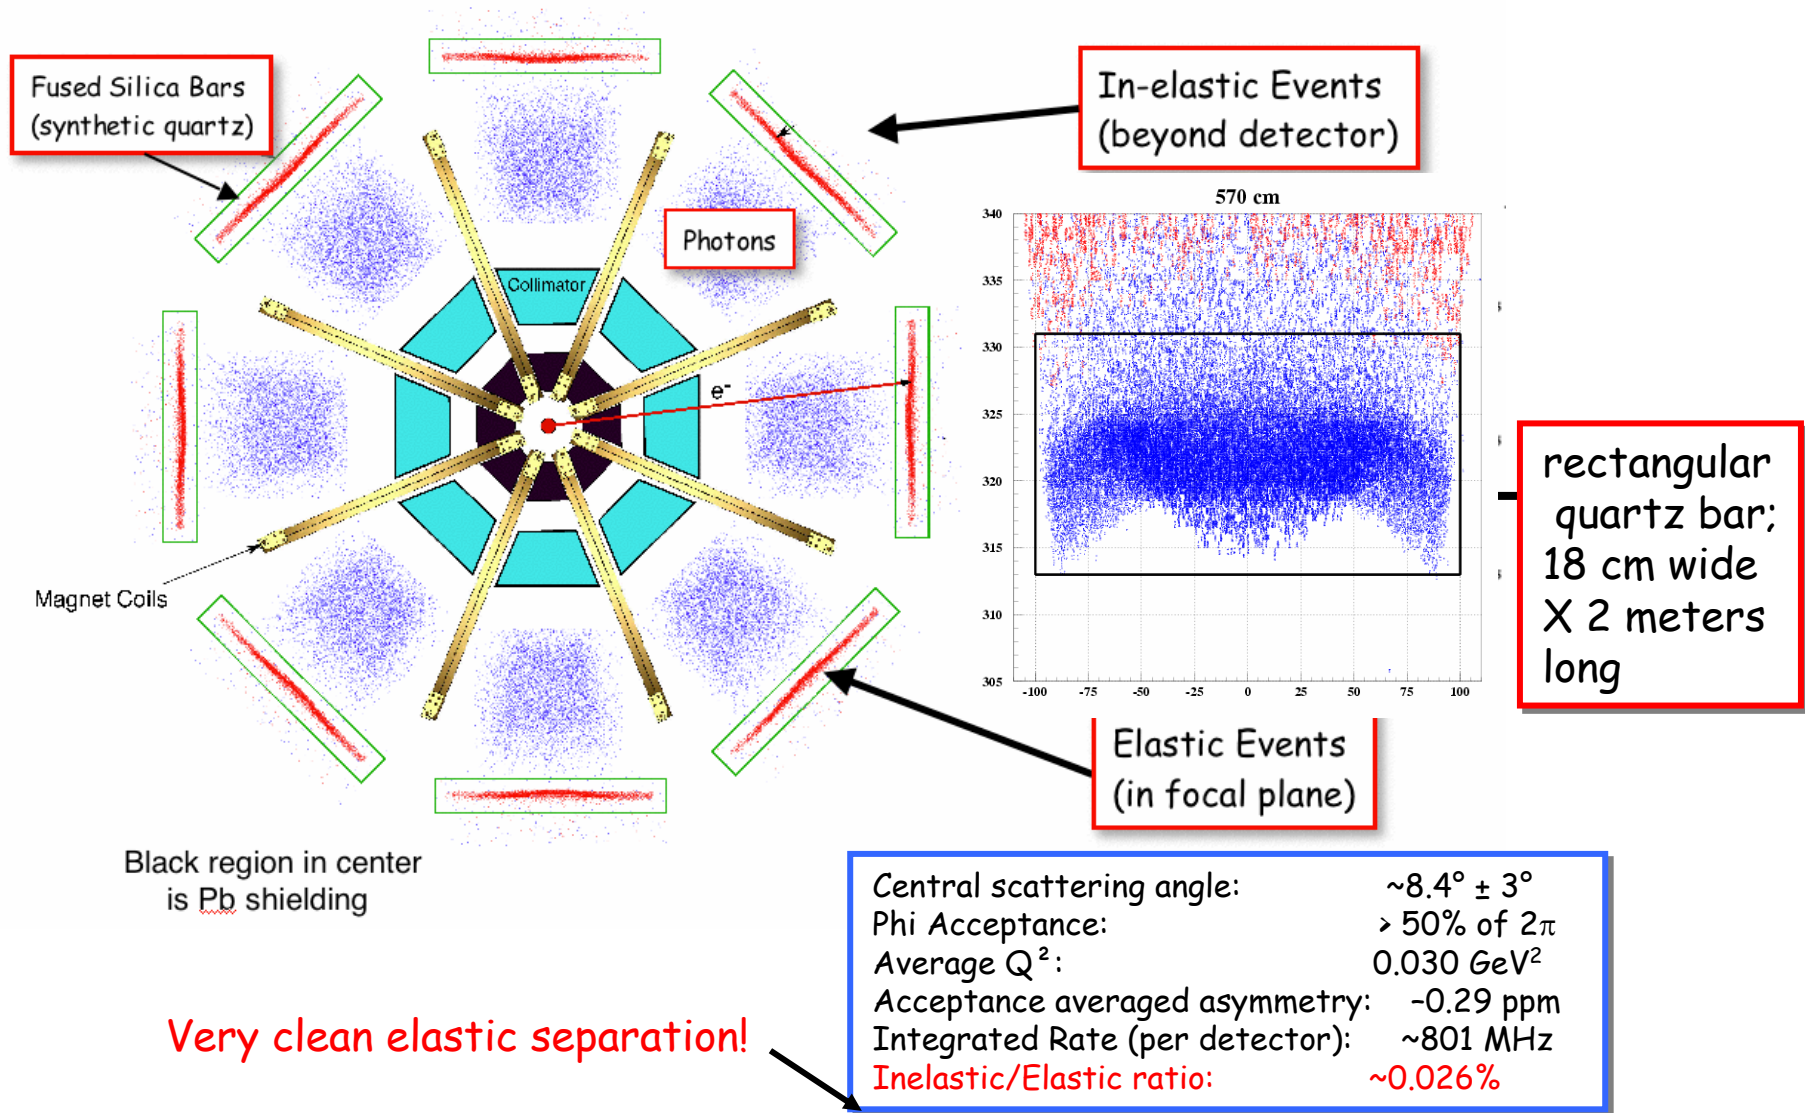 Fused Silica Bars
(synthetic quartz)
In-elastic Events
(beyond detector)
Photons
Collimator
e-
Magnet Coils
570 cm
340
335
330
325
320
315
310
305
-100 -75 -50 -25 0 25 50 75 100
rectangular
quartz bar;
18 cm wide
X 2 meters
long
Elastic Events
(in focal plane)
Black region in center
is Pb shielding
Central scattering angle: ~8.4° ± 3°
Phi Acceptance: > 50% of 2π
Average Q²: 0.030 GeV²
Acceptance averaged asymmetry: –0.29 ppm
Integrated Rate (per detector): ~801 MHz
Inelastic/Elastic ratio: ~0.026%
Very clean elastic separation!